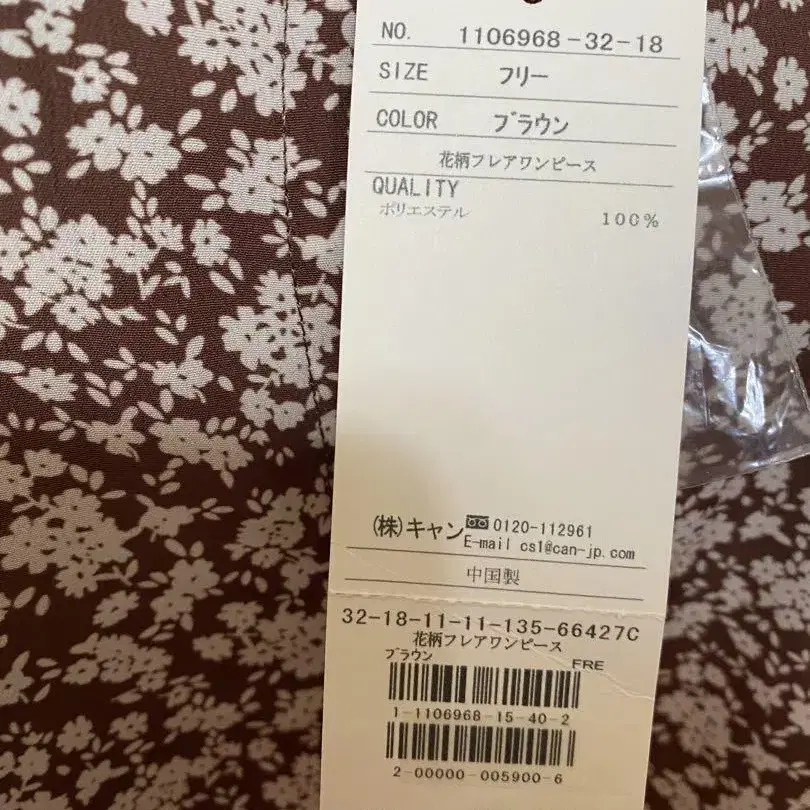 NO. 1106968-32-18
SIZE フリー
COLOR ブラウン
花柄フレアワンピース
QUALITY
ポリエステル 100%
(株)キャン 0120-112961
E-mail cs1@can-jp.com
中国製
32-18-11-11-135-66427C
花柄フレアワンピース
ブラウン FRE
1-1106968-15-40-2
2-00000-005900-6